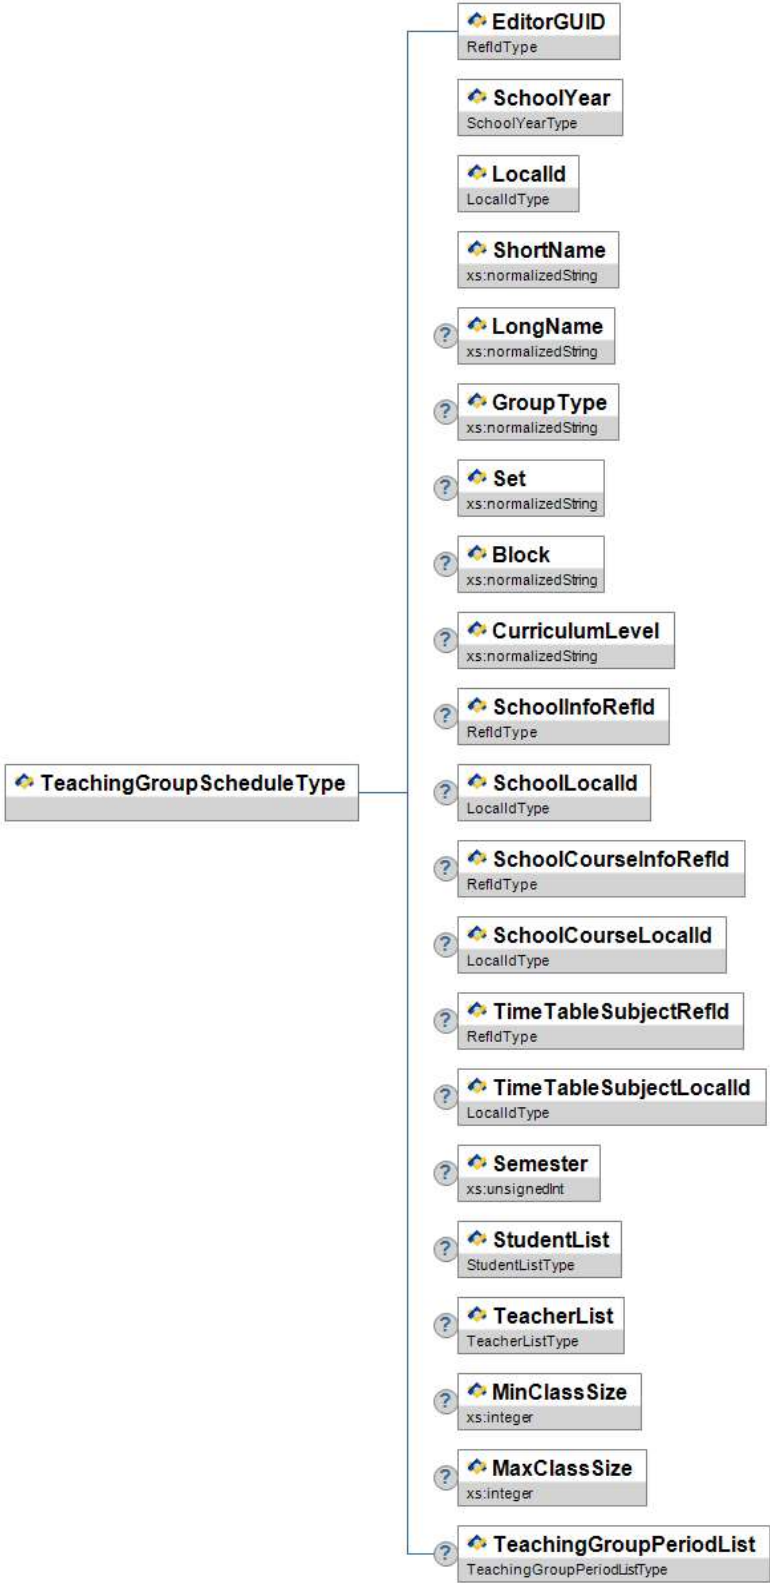 EditorGUID
RefIdType
SchoolYear
SchoolYearType
LocalId
LocalIdType
ShortName
xs:normalizedString
?
LongName
xs:normalizedString
?
GroupType
xs:normalizedString
?
Set
xs:normalizedString
?
Block
xs:normalizedString
?
CurriculumLevel
xs:normalizedString
?
SchoolInfoRefId
RefIdType
TeachingGroupScheduleType
?
SchoolLocalId
LocalIdType
?
SchoolCourseInfoRefId
RefIdType
?
SchoolCourseLocalId
LocalIdType
?
TimeTableSubjectRefId
RefIdType
?
TimeTableSubjectLocalId
LocalIdType
?
Semester
xs:unsignedInt
?
StudentList
StudentListType
?
TeacherList
TeacherListType
?
MinClassSize
xs:integer
?
MaxClassSize
xs:integer
?
TeachingGroupPeriodList
TeachingGroupPeriodListType